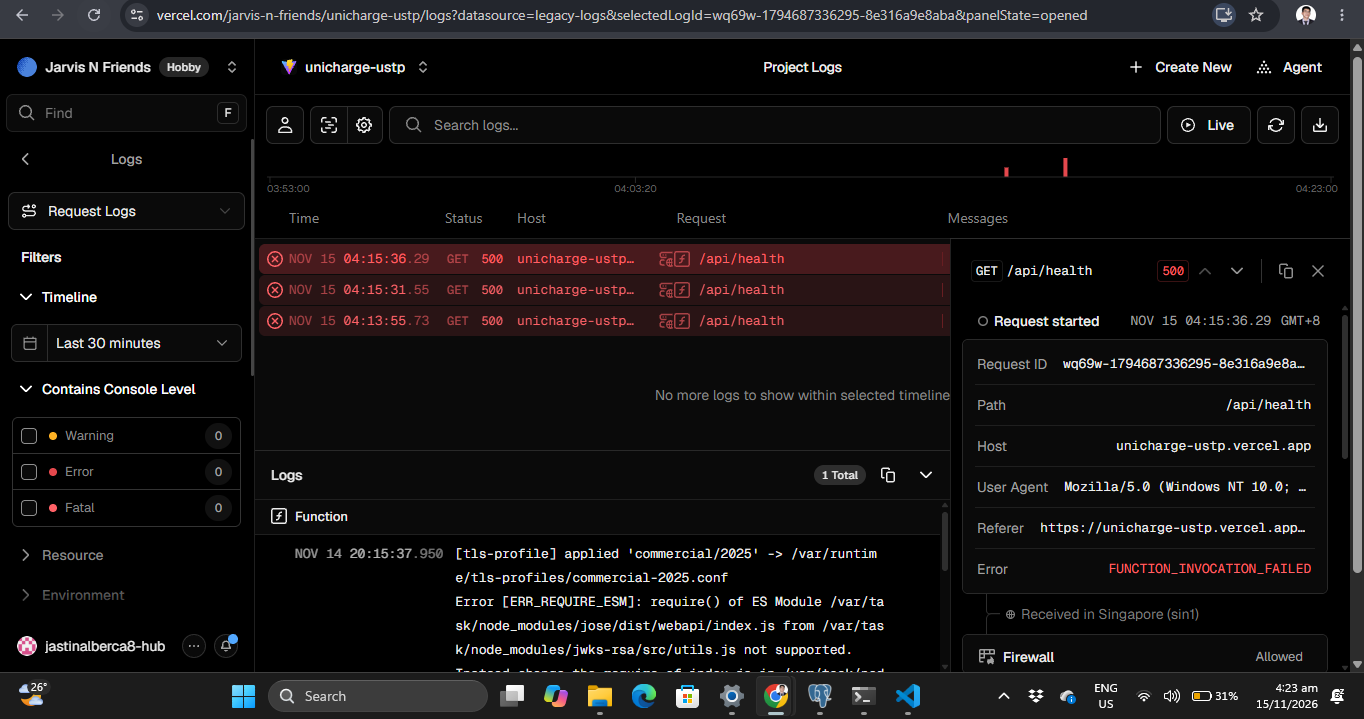 vercel.com/jarvis-n-friends/unicharge-ustp/logs?datasource=legacy-logs&selectedLogId=wq69w-1794687336295-8e316a9e8aba&panelState=opened
Jarvis N Friends Hobby
unicharge-ustp
Project Logs
Create New
Agent
Find F
Search logs...
Live
Logs
03:53:00 04:03:20 04:23:00
Request Logs
Time Status Host Request Messages
Filters
NOV 15 04:15:36.29 GET 500 unicharge-ustp… /api/health
NOV 15 04:15:31.55 GET 500 unicharge-ustp… /api/health
NOV 15 04:13:55.73 GET 500 unicharge-ustp… /api/health
No more logs to show within selected timeline
Timeline
Last 30 minutes
Contains Console Level
Warning 0
Error 0
Fatal 0
Resource
Environment
jastinalberca8-hub
Logs 1 Total
Function
NOV 14 20:15:37.950 [tls-profile] applied 'commercial/2025' -> /var/runtim
e/tls-profiles/commercial-2025.conf
Error [ERR_REQUIRE_ESM]: require() of ES Module /var/ta
sk/node_modules/jose/dist/webapi/index.js from /var/tas
k/node_modules/jwks-rsa/src/utils.js not supported.
GET /api/health 500
Request started NOV 15 04:15:36.29 GMT+8
Request ID wq69w-1794687336295-8e316a9e8a…
Path /api/health
Host unicharge-ustp.vercel.app
User Agent Mozilla/5.0 (Windows NT 10.0; …
Referer https://unicharge-ustp.vercel.app…
Error FUNCTION_INVOCATION_FAILED
Received in Singapore (sin1)
Firewall Allowed
26°
Search
ENG
US
31%
4:23 am
15/11/2026